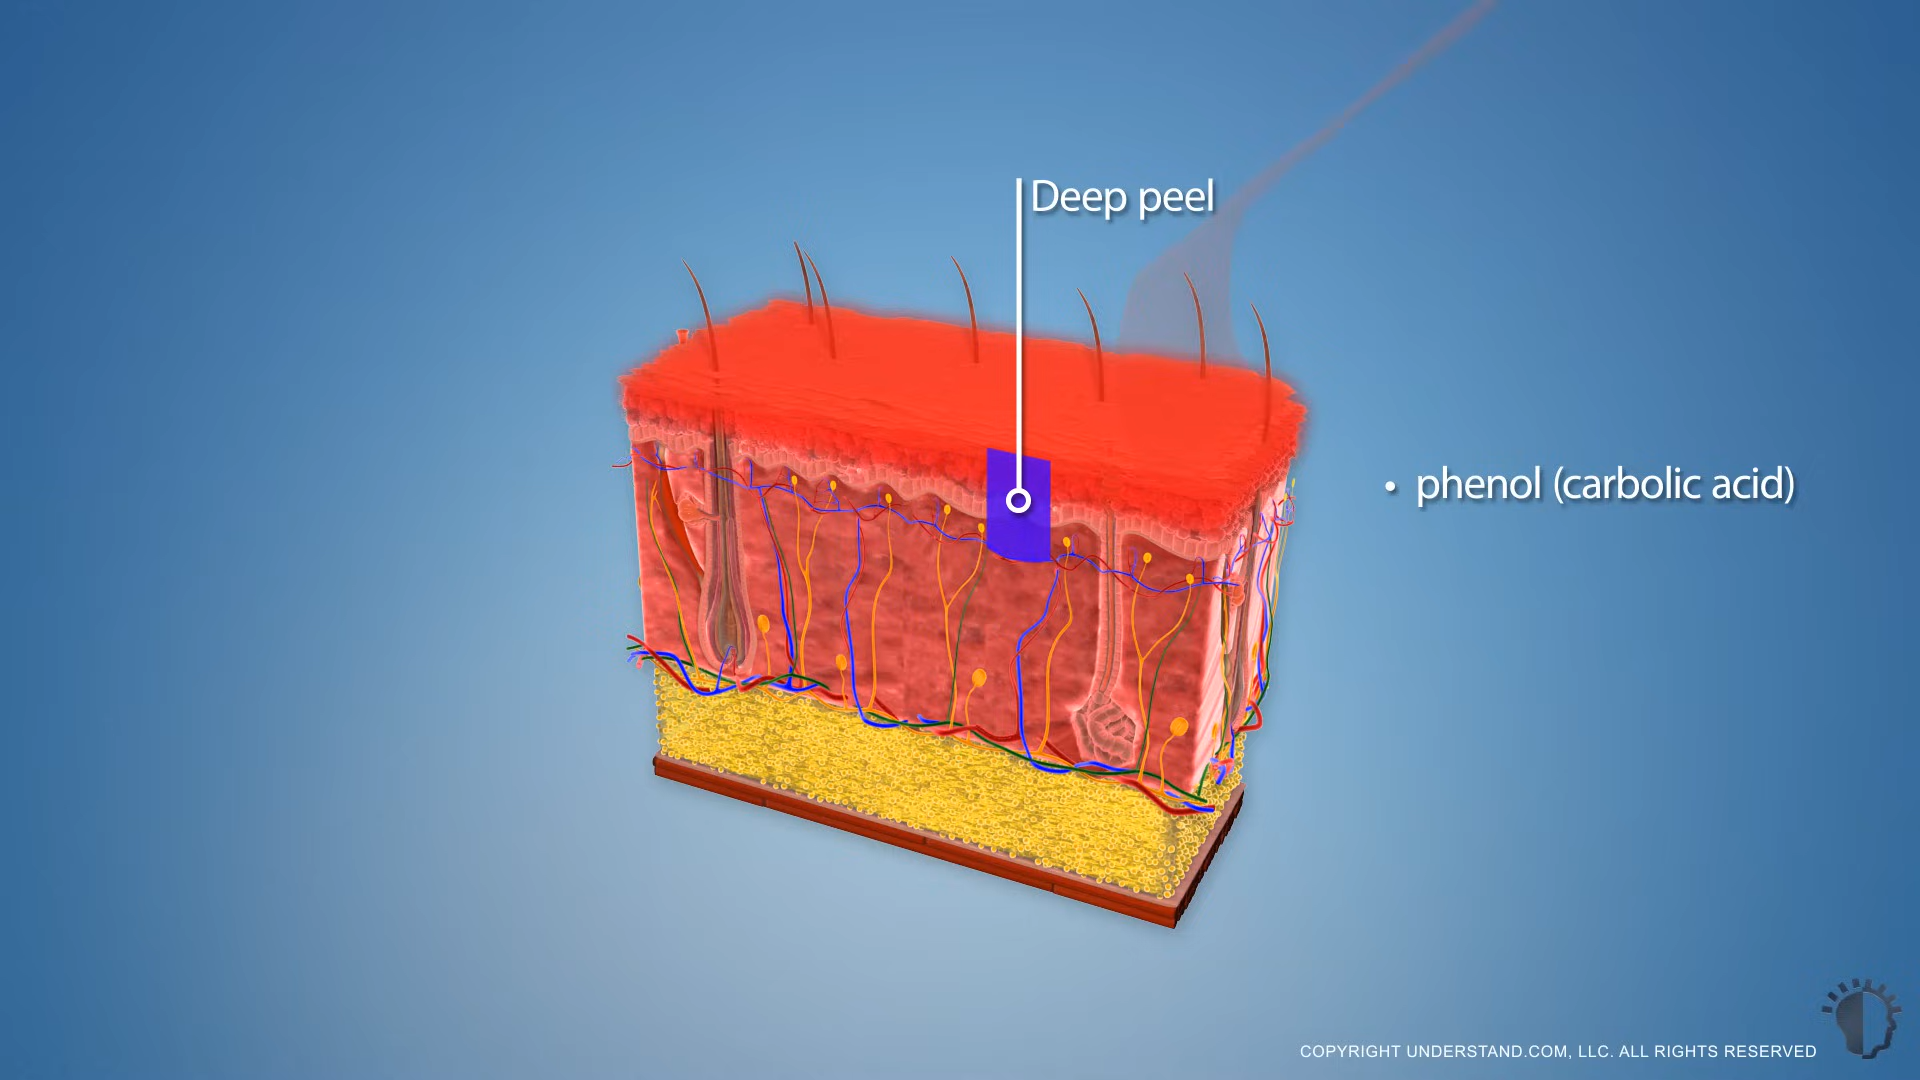 Deep peel
• phenol (carbolic acid)
COPYRIGHT UNDERSTAND.COM, LLC. ALL RIGHTS RESERVED